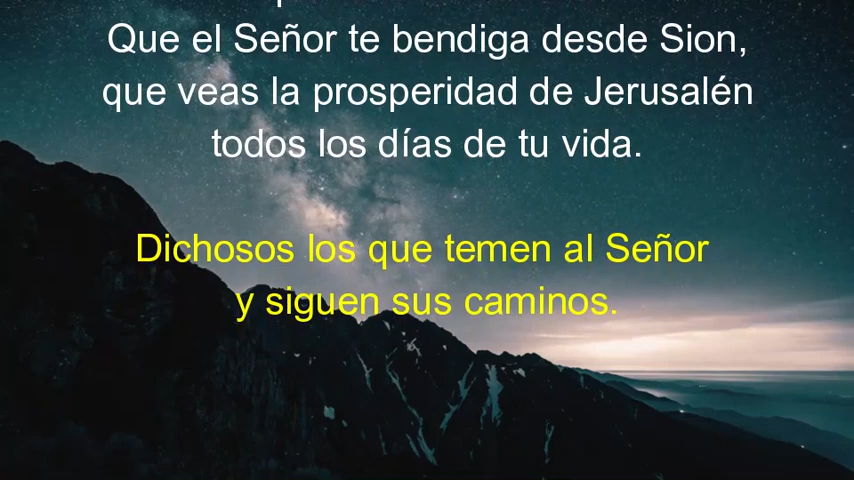 Que el Señor te bendiga desde Sion,
que veas la prosperidad de Jerusalén
todos los días de tu vida.
Dichosos los que temen al Señor
y siguen sus caminos.